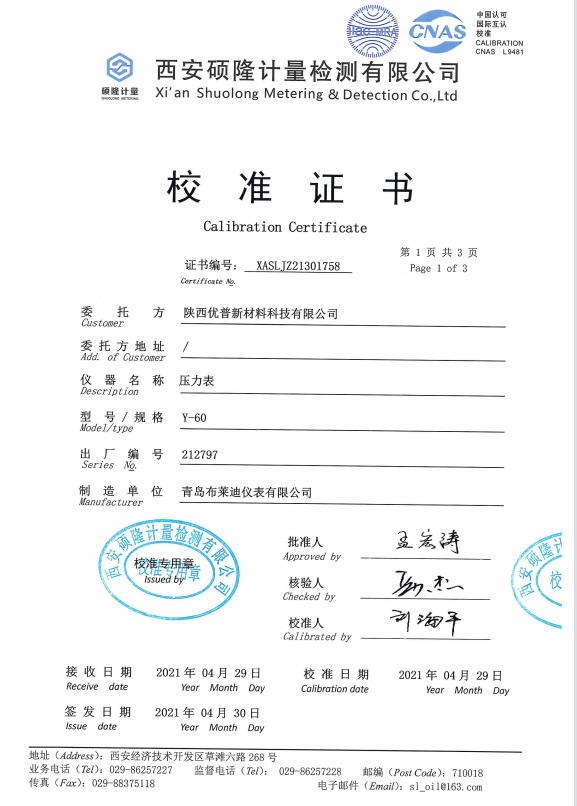 ilac-MRA
CNAS
中国认可
国际互认
校准
CALIBRATION
CNAS L9481
硕隆计量
SHUOLONG METERING
西安硕隆计量检测有限公司
Xi'an Shuolong Metering & Detection Co.,Ltd
校准证书
Calibration Certificate
第 1 页 共 3 页
Page 1 of 3
证书编号: XASLJZ21301758
Certificate No.
委托方 陕西优普新材料科技有限公司
Customer
委托方地址 /
Add. of Customer
仪器名称 压力表
Description
型号/规格 Y-60
Model/type
出厂编号 212797
Series No.
制造单位 青岛布莱迪仪表有限公司
Manufacturer
西安硕隆计量检测有限公司
校准专用章
校准专用章
Issued by
批准人 孟宏涛
Approved by
核验人
Checked by
校准人 刘海平
Calibrated by
接收日期 2021 年 04 月 29 日
Receive date Year Month Day
校准日期 2021 年 04 月 29 日
Calibration date Year Month Day
签发日期 2021 年 04 月 30 日
Issue date Year Month Day
地址（Address）：西安经济技术开发区草滩六路 268 号
业务电话（Tel）：029-86257227 监督电话（Tel）： 029-86257228 邮编（Post Code）：710018
传真（Fax）：029-88375118 电子邮件（Email）：sl_oil@163.com